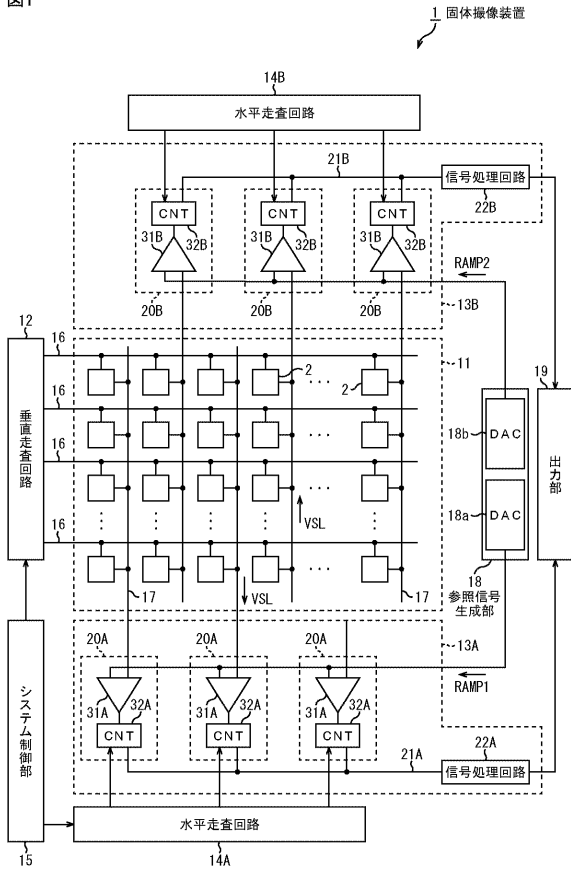 図1
1 固体撮像装置
14B
水平走査回路
21B
信号処理回路
22B
CNT
CNT
CNT
31B
32B
31B
32B
31B
32B
20B
20B
20B
RAMP2
13B
12
垂直走査回路
16
16
16
16
2
2
11
VSL
VSL
17
17
19
出力部
18b
DAC
18a
DAC
18
参照信号
生成部
20A
20A
20A
13A
RAMP1
31A
32A
31A
32A
31A
32A
CNT
CNT
CNT
21A
22A
信号処理回路
システム制御部
15
水平走査回路
14A